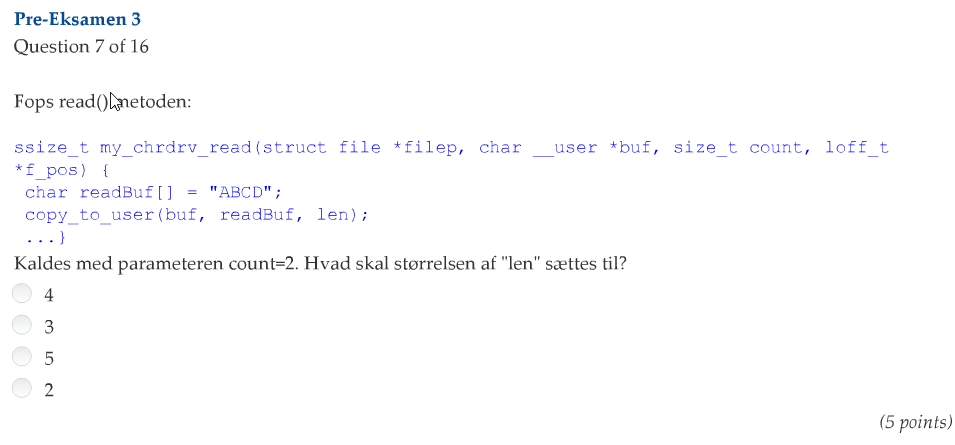 Pre-Eksamen 3
Question 7 of 16
Fops read() metoden:
ssize_t my_chrdrv_read(struct file *filep, char __user *buf, size_t count, loff_t
*f_pos) {
char readBuf[] = "ABCD";
copy_to_user(buf, readBuf, len);
...}
Kaldes med parameteren count=2. Hvad skal størrelsen af "len" sættes til?
4
3
5
2
(5 points)